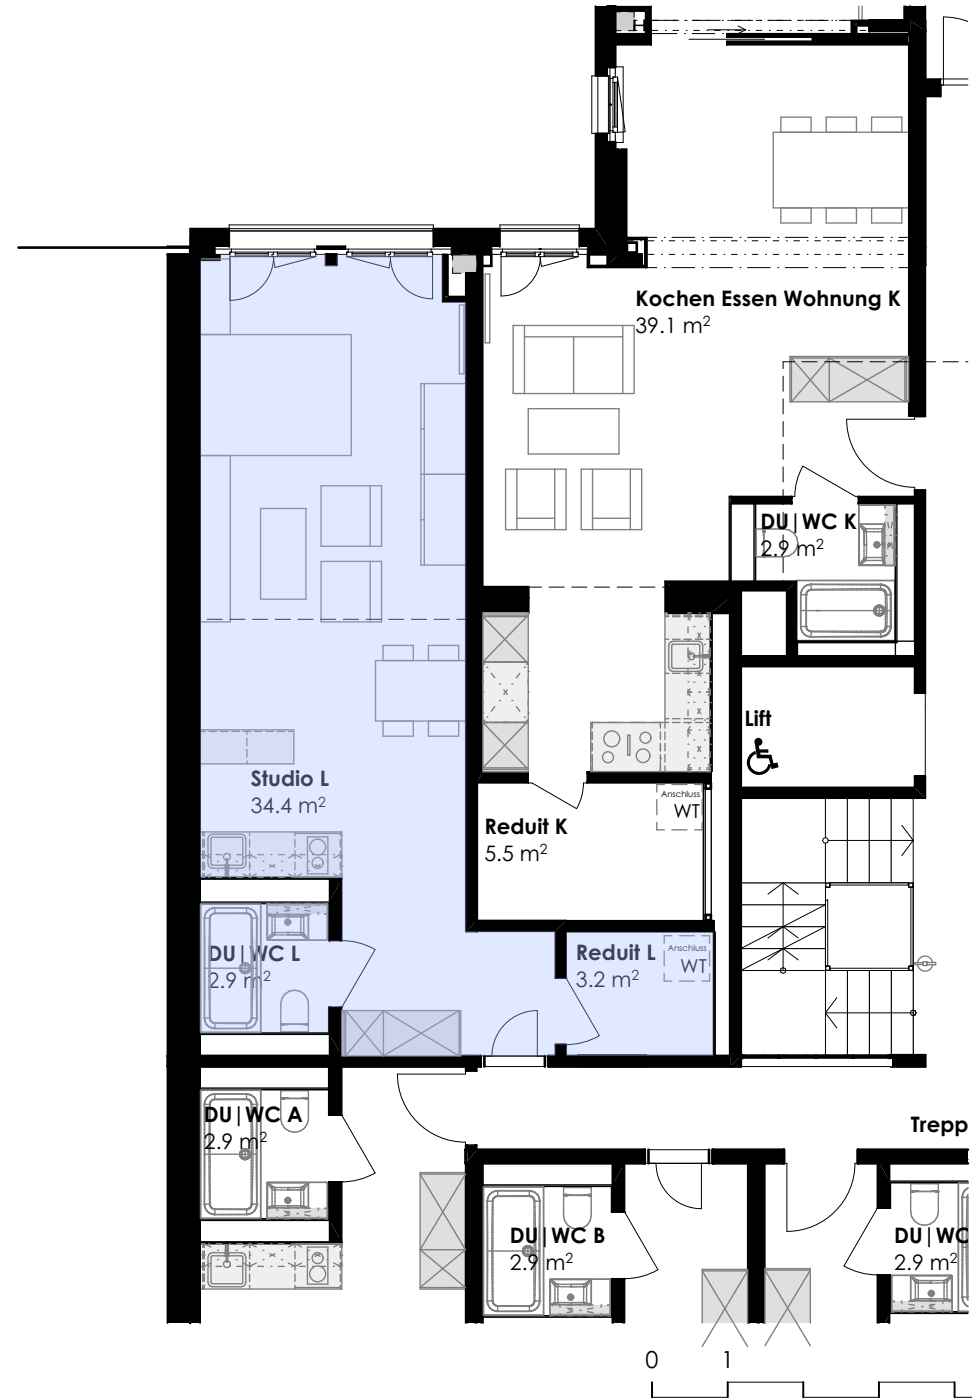 Kochen Essen Wohnung K
39.1 m²
DU|WC K
2.9 m²
Lift
Studio L
34.4 m²
Anschluss
WT
Reduit K
5.5 m²
DU|WC L
2.9 m²
Reduit L
3.2 m²
Anschluss
WT
DU|WC A
2.9 m²
Trepp
DU|WC B
2.9 m²
DU|WC
2.9 m²
0 1